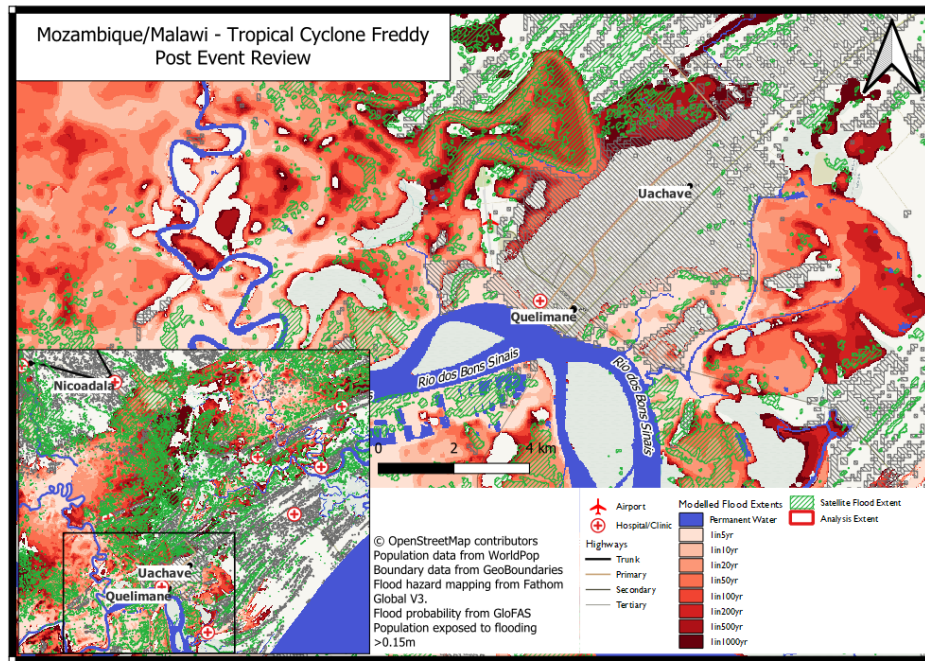 Mozambique/Malawi - Tropical Cyclone Freddy
Post Event Review
Uachave
Quelimane
Rio dos Bons Sinais
Rio dos Bons Sinais
0 2 4 km
Nicoadala
Uachave
Quelimane
© OpenStreetMap contributors
Population data from WorldPop
Boundary data from GeoBoundaries
Flood hazard mapping from Fathom
Global V3.
Flood probability from GloFAS
Population exposed to flooding
>0.15m
Airport
Hospital/Clinic
Highways
Trunk
Primary
Secondary
Tertiary
Modelled Flood Extents
Permanent Water
1in5yr
1in10yr
1in20yr
1in50yr
1in100yr
1in200yr
1in500yr
1in1000yr
Satellite Flood Extent
Analysis Extent